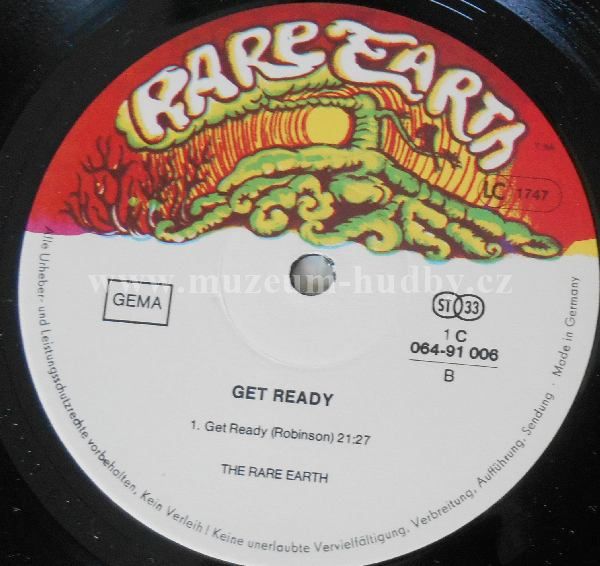 RARE EARTH
T.M.
LC 1747
www.muzeum-hudby.cz
GEMA
ST 33
1 C
064-91 006
B
GET READY
1. Get Ready (Robinson) 21:27
THE RARE EARTH
Alle Urheber- und Leistungsschutzrechte vorbehalten, Kein Verleih! Keine unerlaubte Vervielfältigung, Verbreitung, Aufführung, Sendung · Made in Germany